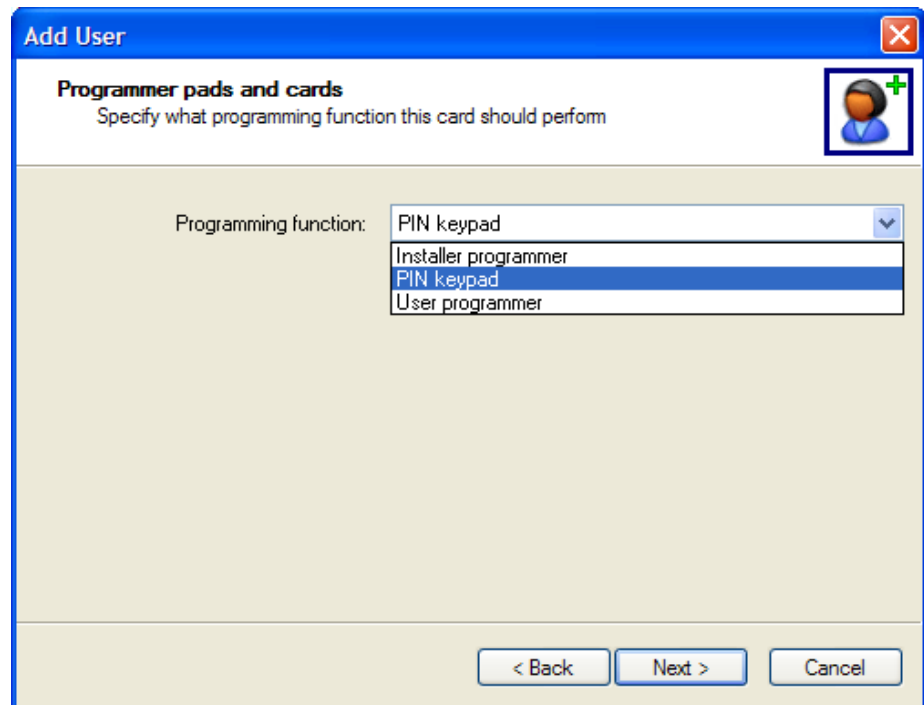 Add User
Programmer pads and cards
Specify what programming function this card should perform
Programming function: PIN keypad
Installer programmer
PIN keypad
User programmer
< Back Next > Cancel